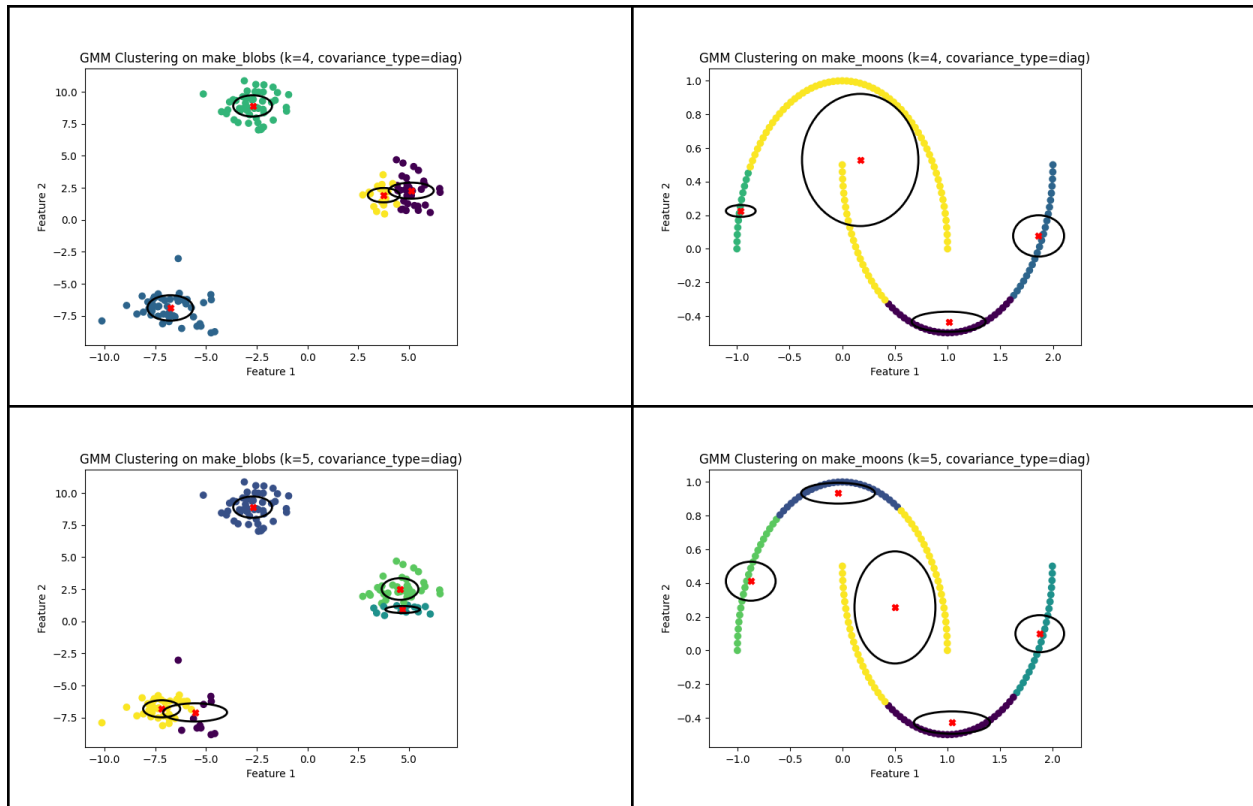 GMM Clustering on make_blobs (k=4, covariance_type=diag)
10.0
7.5
5.0
2.5
0.0
−2.5
−5.0
−7.5
Feature 2
−10.0 −7.5 −5.0 −2.5 0.0 2.5 5.0
Feature 1
GMM Clustering on make_moons (k=4, covariance_type=diag)
1.0
0.8
0.6
0.4
0.2
0.0
−0.2
−0.4
Feature 2
−1.0 −0.5 0.0 0.5 1.0 1.5 2.0
Feature 1
GMM Clustering on make_blobs (k=5, covariance_type=diag)
10.0
7.5
5.0
2.5
0.0
−2.5
−5.0
−7.5
Feature 2
−10.0 −7.5 −5.0 −2.5 0.0 2.5 5.0
Feature 1
GMM Clustering on make_moons (k=5, covariance_type=diag)
1.0
0.8
0.6
0.4
0.2
0.0
−0.2
−0.4
Feature 2
−1.0 −0.5 0.0 0.5 1.0 1.5 2.0
Feature 1